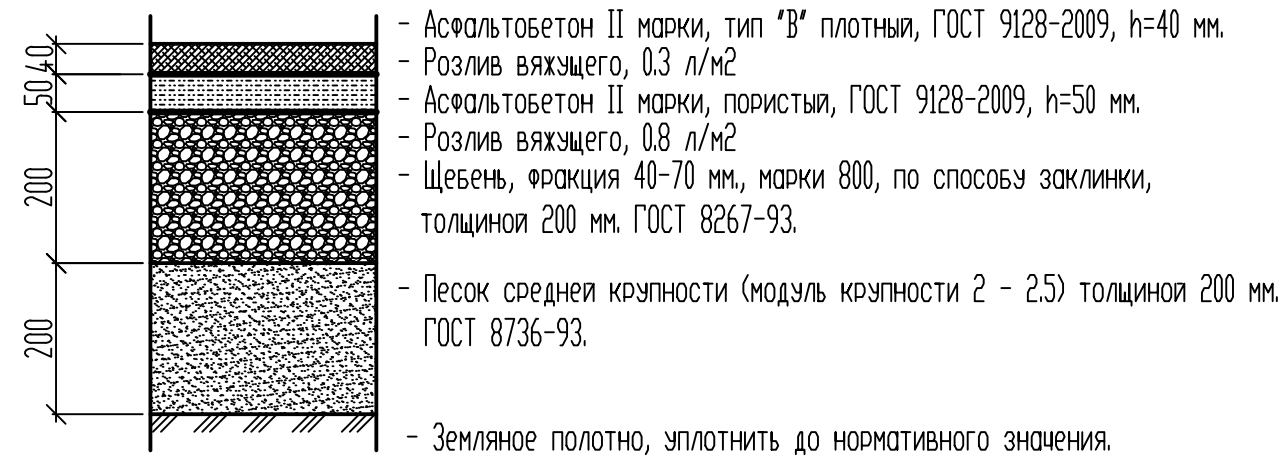 40
50
200
200
- Асфальтобетон II марки, тип "В" плотный, ГОСТ 9128-2009, h=40 мм.
- Розлив вяжущего, 0.3 л/м2
- Асфальтобетон II марки, пористый, ГОСТ 9128-2009, h=50 мм.
- Розлив вяжущего, 0.8 л/м2
- Щебень, фракция 40-70 мм., марки 800, по способу заклинки,
толщиной 200 мм. ГОСТ 8267-93.
- Песок средней крупности (модуль крупности 2 - 2.5) толщиной 200 мм.
ГОСТ 8736-93.
- Земляное полотно, уплотнить до нормативного значения.